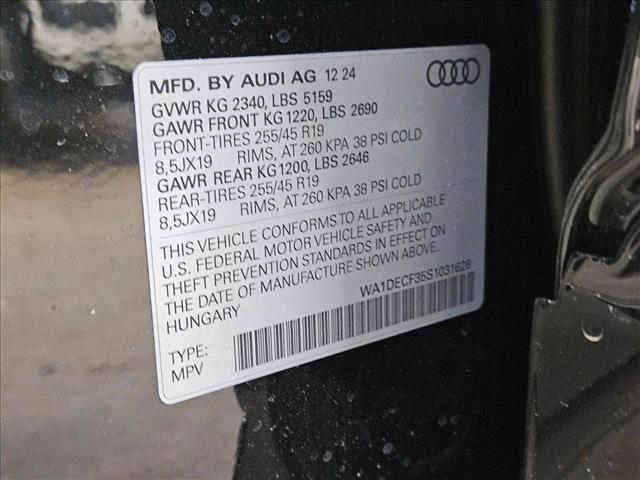 MFD. BY AUDI AG 12 24
GVWR KG 2340, LBS 5159
GAWR FRONT KG 1220, LBS 2690
FRONT-TIRES 255/45 R19
8,5JX19 RIMS, AT 260 KPA 38 PSI COLD
GAWR REAR KG1200, LBS 2646
REAR-TIRES 255/45 R19
8,5JX19 RIMS, AT 260 KPA 38 PSI COLD
THIS VEHICLE CONFORMS TO ALL APPLICABLE
U.S. FEDERAL MOTOR VEHICLE SAFETY AND
THEFT PREVENTION STANDARDS IN EFFECT ON
THE DATE OF MANUFACTURE SHOWN ABOVE.
HUNGARY
WA1DECF35S1031628
TYPE:
MPV